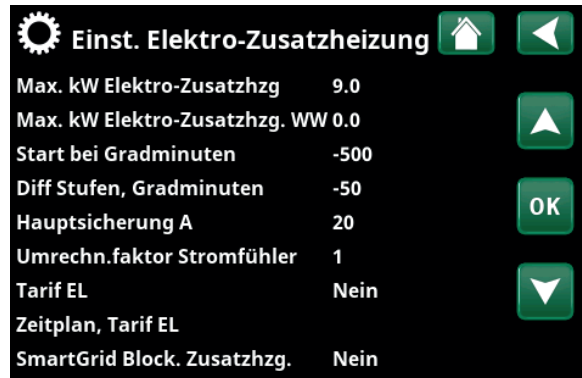 Einst. Elektro-Zusatzheizung
Max. kW Elektro-Zusatzhzg 9.0
Max. kW Elektro-Zusatzhzg. WW 0.0
Start bei Gradminuten -500
Diff Stufen, Gradminuten -50
OK
Hauptsicherung A 20
Umrechn.faktor Stromfühler 1
Tarif EL Nein
Zeitplan, Tarif EL
SmartGrid Block. Zusatzhzg. Nein